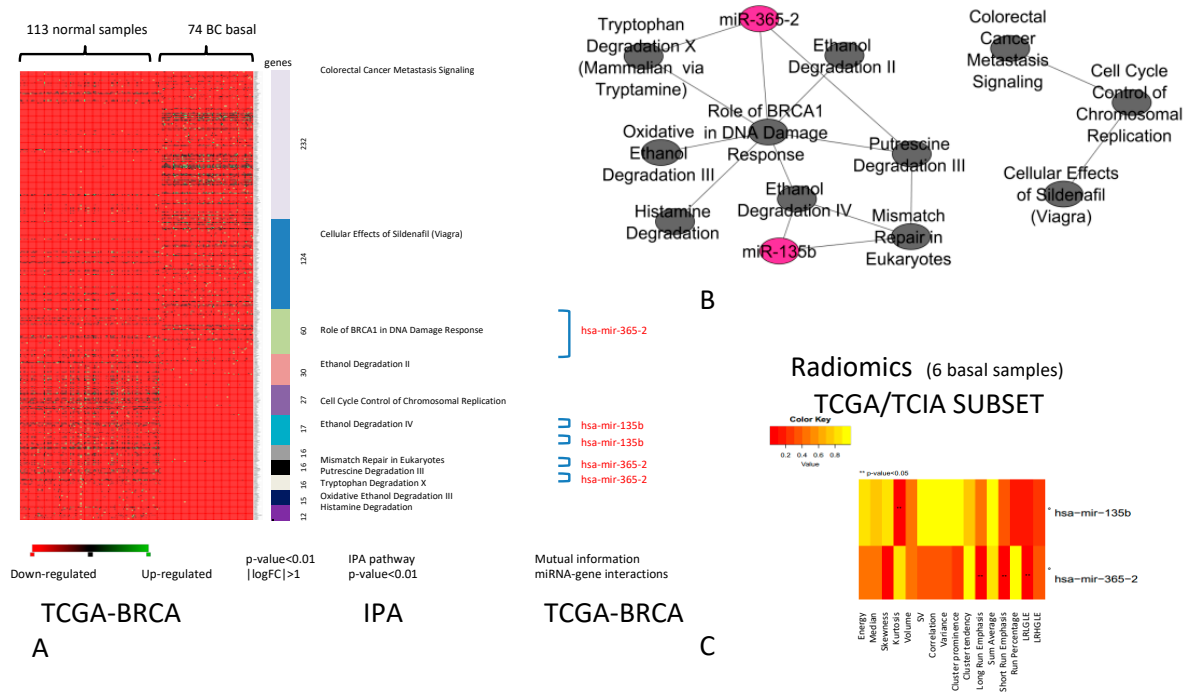 113 normal samples
74 BC basal
genes
232
124
60
30
27
17
16
16
16
15
12
Colorectal Cancer Metastasis Signaling
Cellular Effects of Sildenafil (Viagra)
Role of BRCA1 in DNA Damage Response
Ethanol Degradation II
Cell Cycle Control of Chromosomal Replication
Ethanol Degradation IV
Mismatch Repair in Eukaryotes
Putrescine Degradation III
Tryptophan Degradation X
Oxidative Ethanol Degradation III
Histamine Degradation
hsa-mir-365-2
hsa-mir-135b
hsa-mir-135b
hsa-mir-365-2
hsa-mir-365-2
Down-regulated
Up-regulated
p-value<0.01
|logFC|>1
IPA pathway
p-value<0.01
Mutual information
miRNA-gene interactions
TCGA-BRCA
IPA
TCGA-BRCA
A
miR-365-2
Tryptophan
Degradation X
(Mammalian via
Tryptamine)
Ethanol
Degradation II
Role of BRCA1
in DNA Damage
Response
Oxidative
Ethanol
Degradation III
Putrescine
Degradation III
Histamine
Degradation
Ethanol
Degradation IV
Mismatch
Repair in
Eukaryotes
miR-135b
Colorectal
Cancer
Metastasis
Signaling
Cell Cycle
Control of
Chromosomal
Replication
Cellular Effects
of Sildenafil
(Viagra)
B
Radiomics (6 basal samples)
TCGA/TCIA SUBSET
Color Key
0.2 0.4 0.6 0.8
Value
** p-value<0.05
hsa-mir-135b
hsa-mir-365-2
Energy
Median
Skewness
Kurtosis
Volume
SV
Correlation
Variance
Cluster prominence
Cluster tendency
Long Run Emphasis
Sum Average
Short Run Emphasis
Run Percentage
LRLGLE
LRHGLE
C